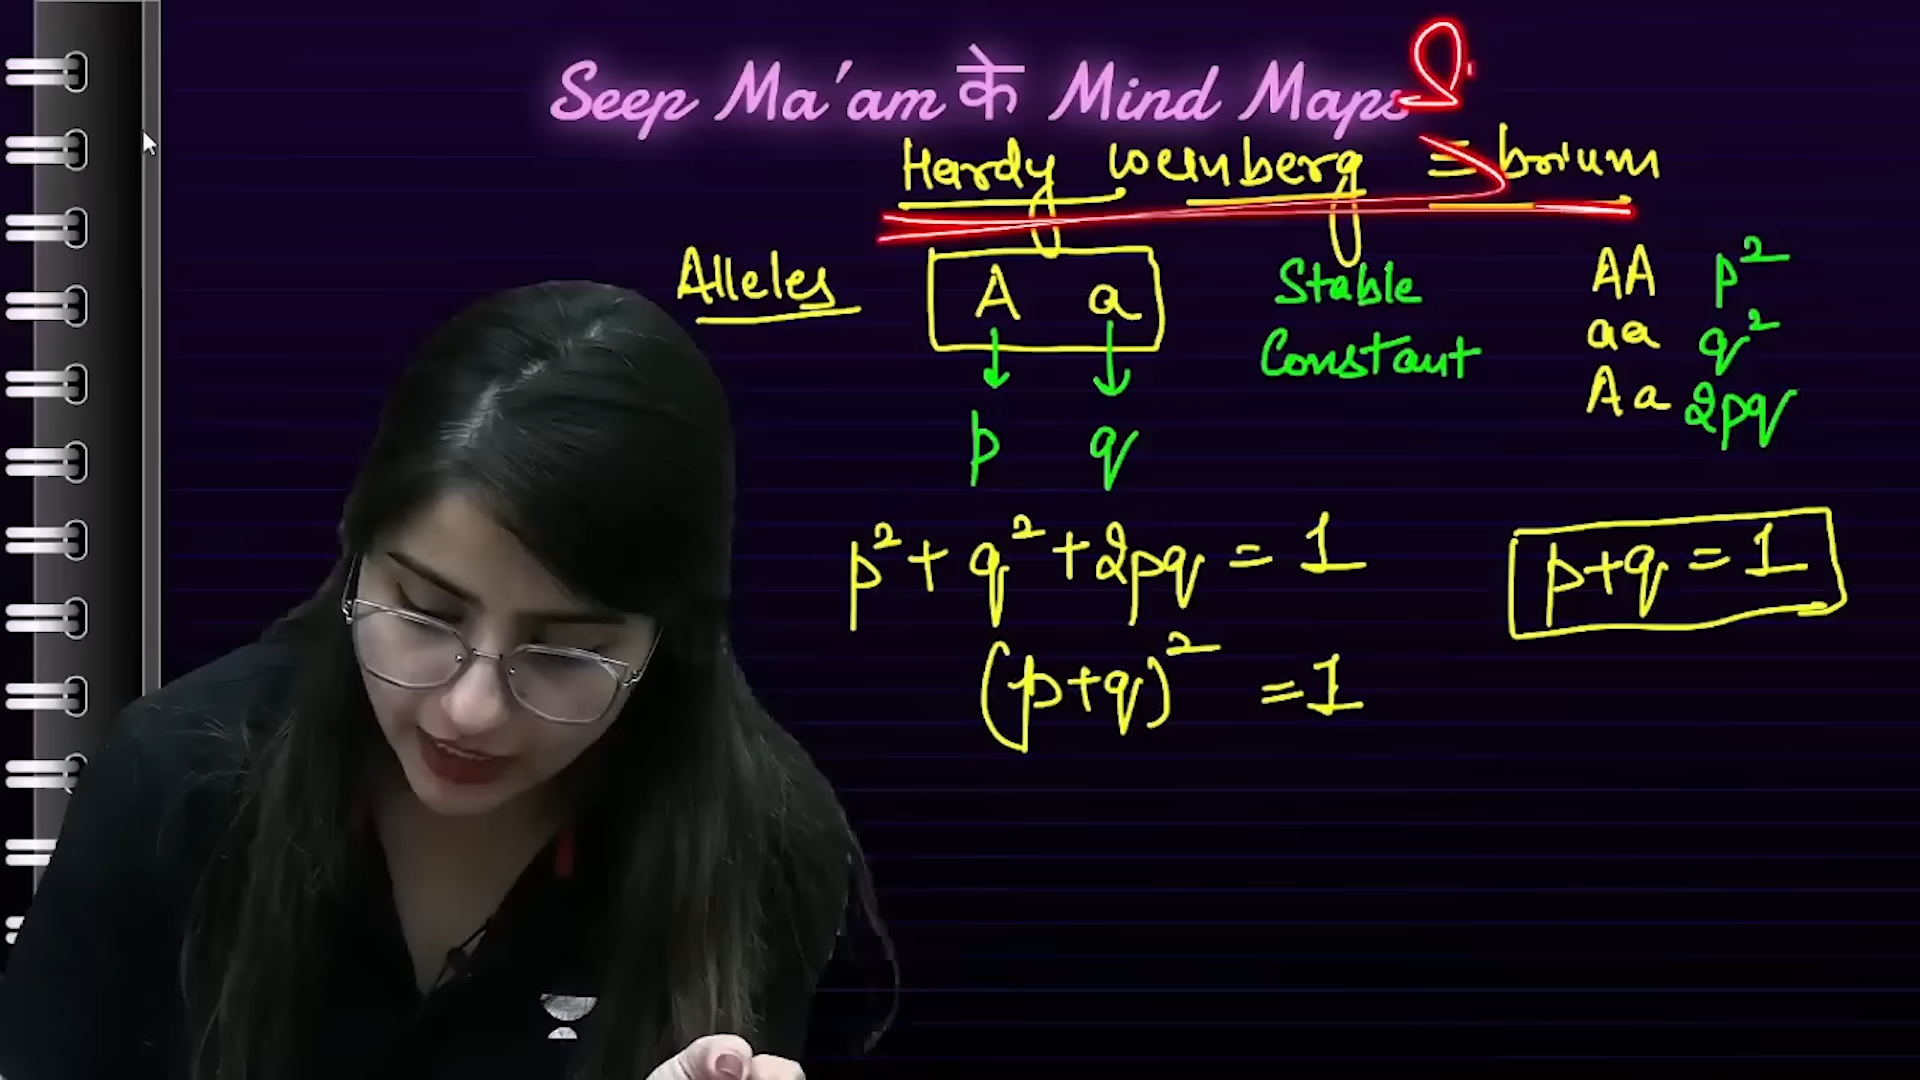 Seep Ma'am के Mind Maps
Hardy Weinberg ≡ brium
Alleles A a Stable AA p²
Constant aa q²
Aa 2pq
p q
p² + q² + 2pq = 1 p+q = 1
(p+q)² = 1